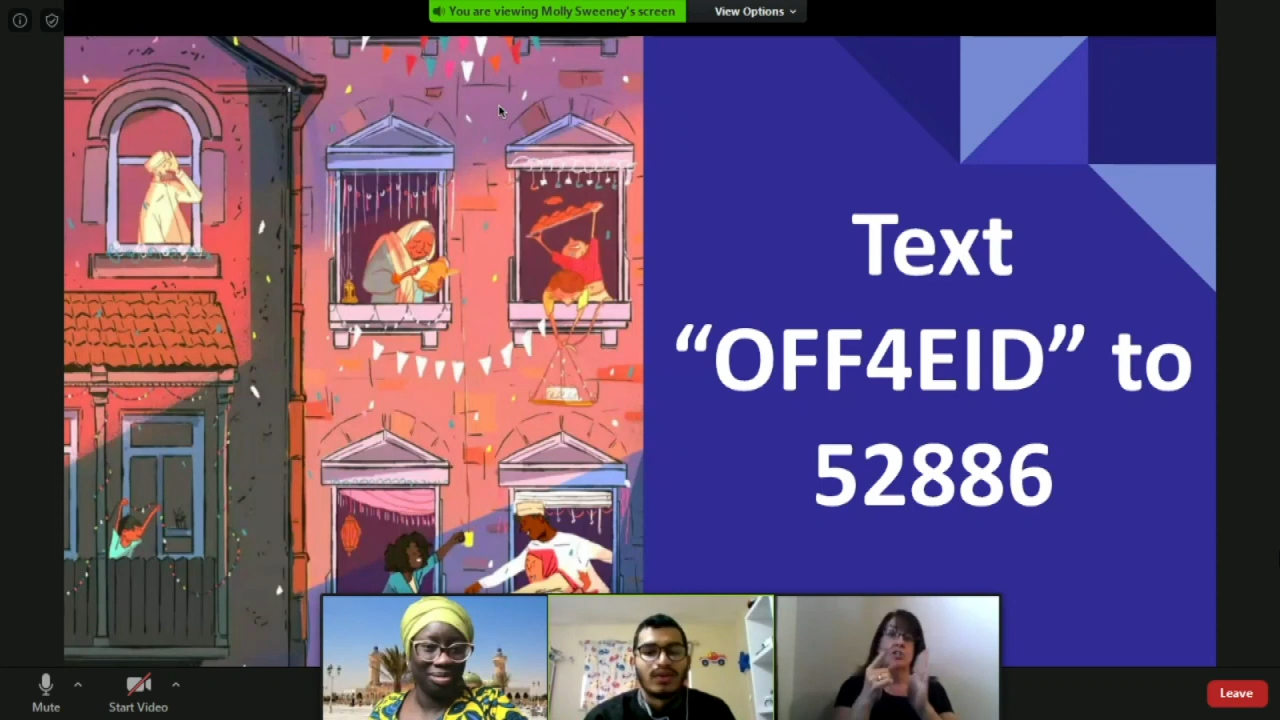 You are viewing Molly Sweeney's screen
View Options
Text
“OFF4EID” to
52886
Mute
Start Video
Leave